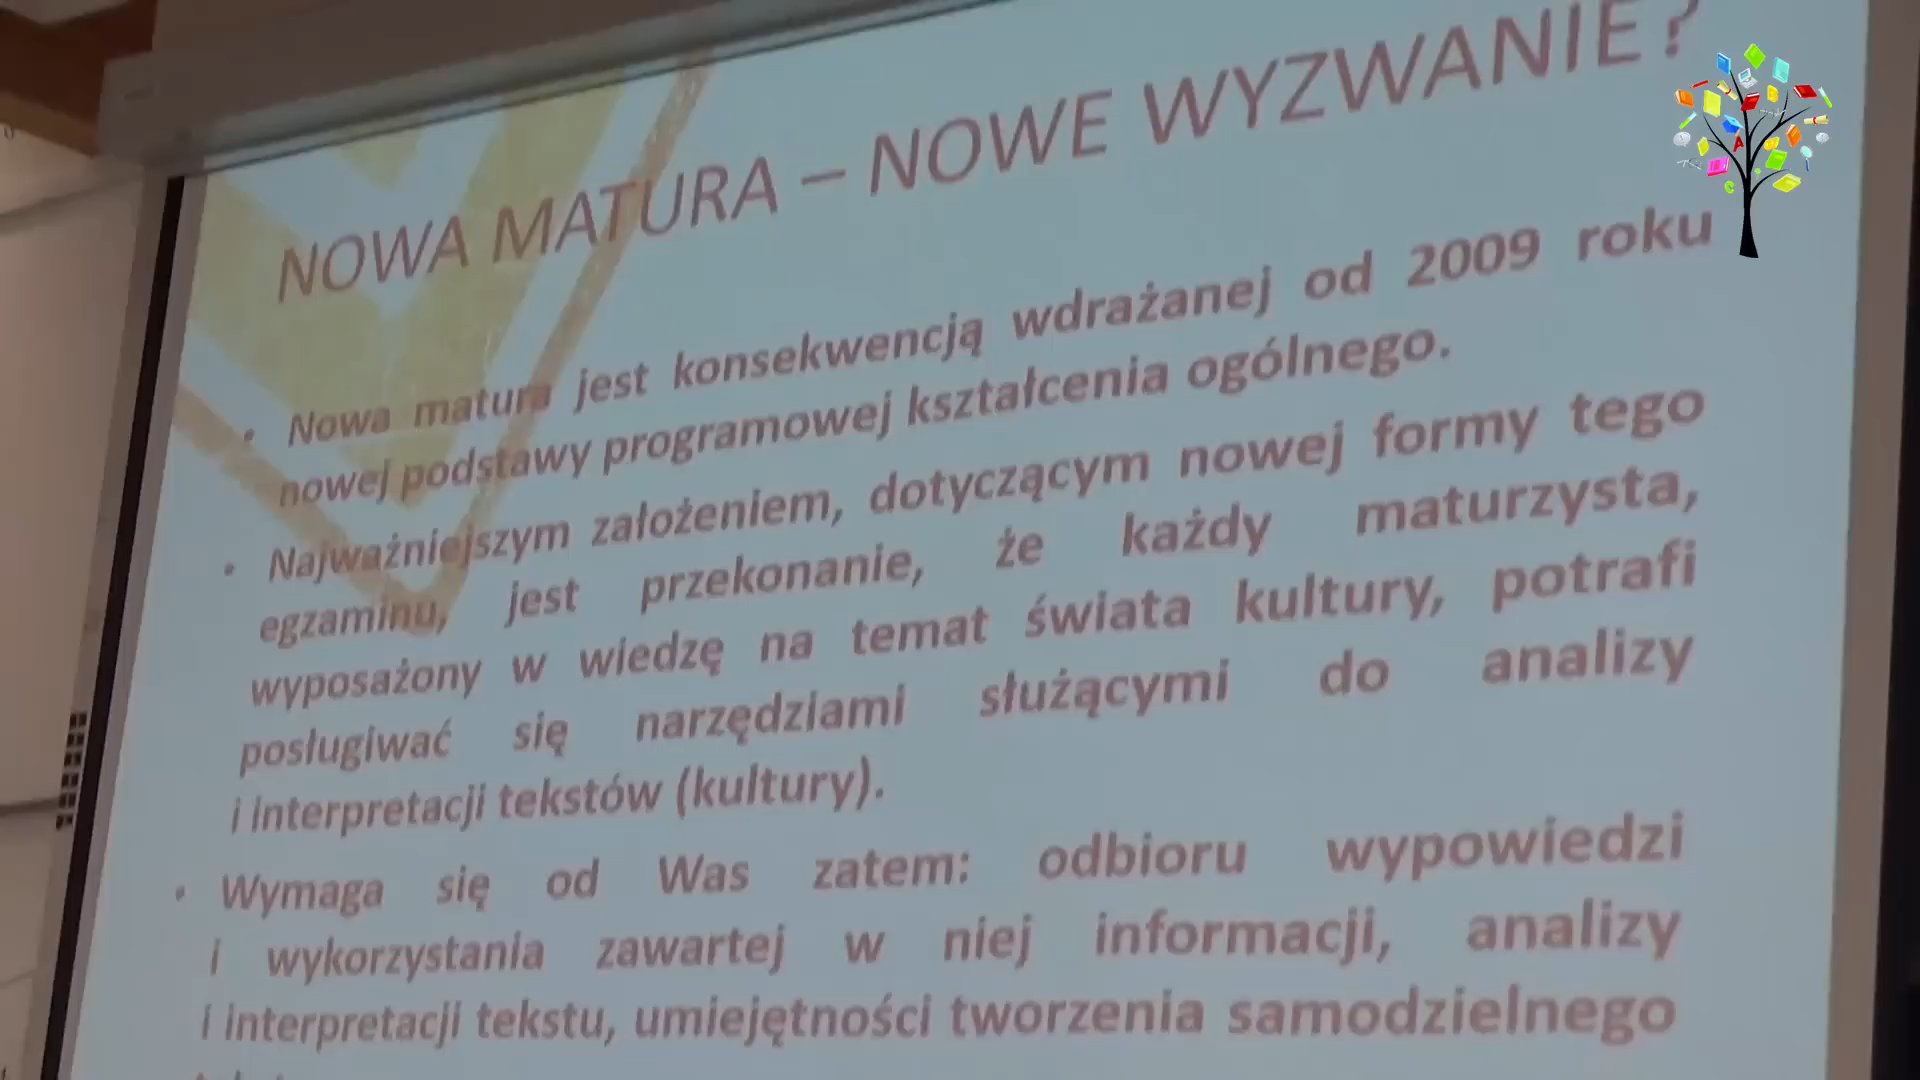 NOWA MATURA – NOWE WYZWANIE?
• Nowa matura jest konsekwencją wdrażanej od 2009 roku
nowej podstawy programowej kształcenia ogólnego.
• Najważniejszym założeniem, dotyczącym nowej formy tego
egzaminu, jest przekonanie, że każdy maturzysta,
wyposażony w wiedzę na temat świata kultury, potrafi
posługiwać się narzędziami służącymi do analizy
i interpretacji tekstów (kultury).
• Wymaga się od Was zatem: odbioru wypowiedzi
i wykorzystania zawartej w niej informacji, analizy
i interpretacji tekstu, umiejętności tworzenia samodzielnego